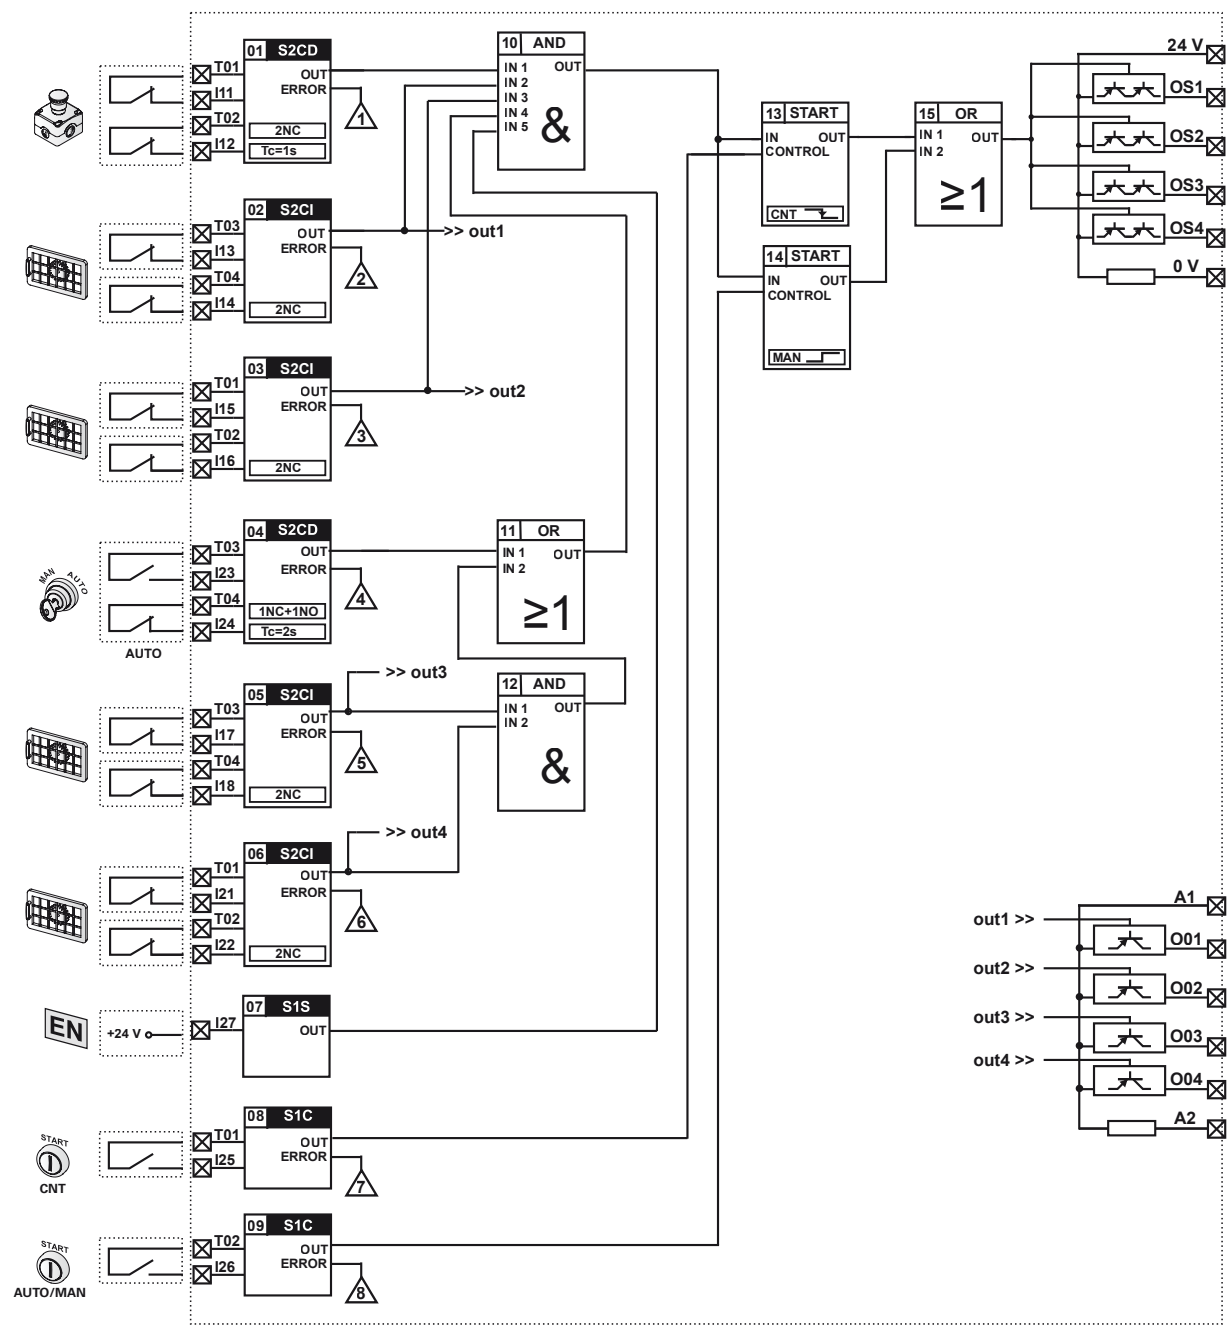 01 S2CD
T01
I11
T02
I12
OUT
ERROR
1
2NC
Tc=1s
02 S2CI
T03
I13
T04
I14
OUT
ERROR
2
2NC
>> out1
03 S2CI
T01
I15
T02
I16
OUT
ERROR
3
2NC
>> out2
MAN AUTO
AUTO
04 S2CD
T03
I23
T04
I24
OUT
ERROR
4
1NC+1NO
Tc=2s
05 S2CI
T03
I17
T04
I18
OUT
ERROR
5
2NC
>> out3
06 S2CI
T01
I21
T02
I22
OUT
ERROR
6
2NC
>> out4
EN
+24 V
I27
07 S1S
OUT
START
CNT
T01
I25
08 S1C
OUT
ERROR
7
START
AUTO/MAN
T02
I26
09 S1C
OUT
ERROR
8
10 AND
IN 1 OUT
IN 2
IN 3
IN 4
IN 5
&
11 OR
IN 1 OUT
IN 2
≥1
12 AND
IN 1 OUT
IN 2
&
13 START
IN OUT
CONTROL
CNT
14 START
IN OUT
CONTROL
MAN
15 OR
IN 1 OUT
IN 2
≥1
24 V
OS1
OS2
OS3
OS4
0 V
A1
out1 >>
O01
out2 >>
O02
out3 >>
O03
out4 >>
O04
A2